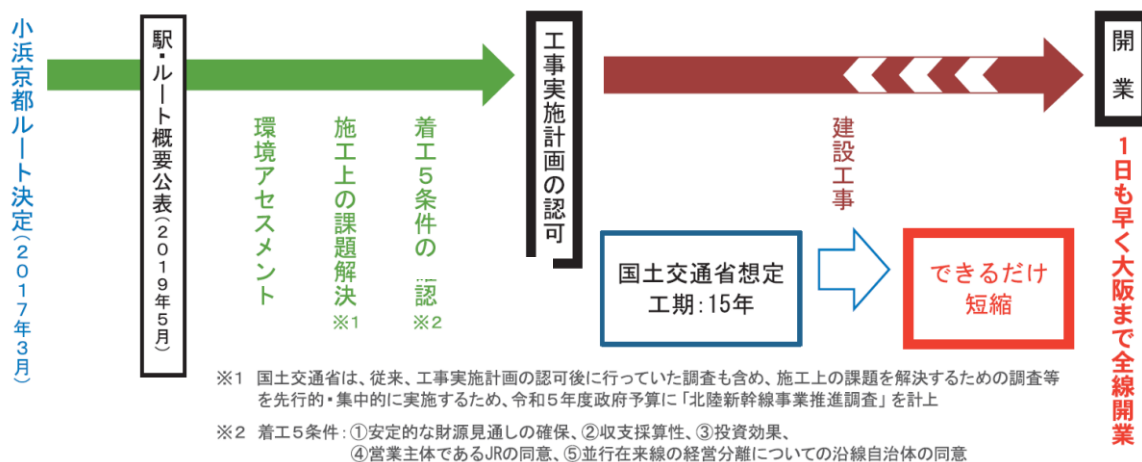 小浜京都ルート決定(2017年3月)
駅・ルート概要公表(2019年5月)
環境アセスメント
施工上の課題解決
※1
着工5条件の
認
※2
工事実施計画の認可
建設工事
国土交通省想定
工期:15年
できるだけ
短縮
開業
1日も早く大阪まで全線開業
※1 国土交通省は、従来、工事実施計画の認可後に行っていた調査も含め、施工上の課題を解決するための調査等
を先行的・集中的に実施するため、令和5年度政府予算に「北陸新幹線事業推進調査」を計上
※2 着工5条件:①安定的な財源見通しの確保、②収支採算性、③投資効果、
④営業主体であるJRの同意、⑤並行在来線の経営分離についての沿線自治体の同意